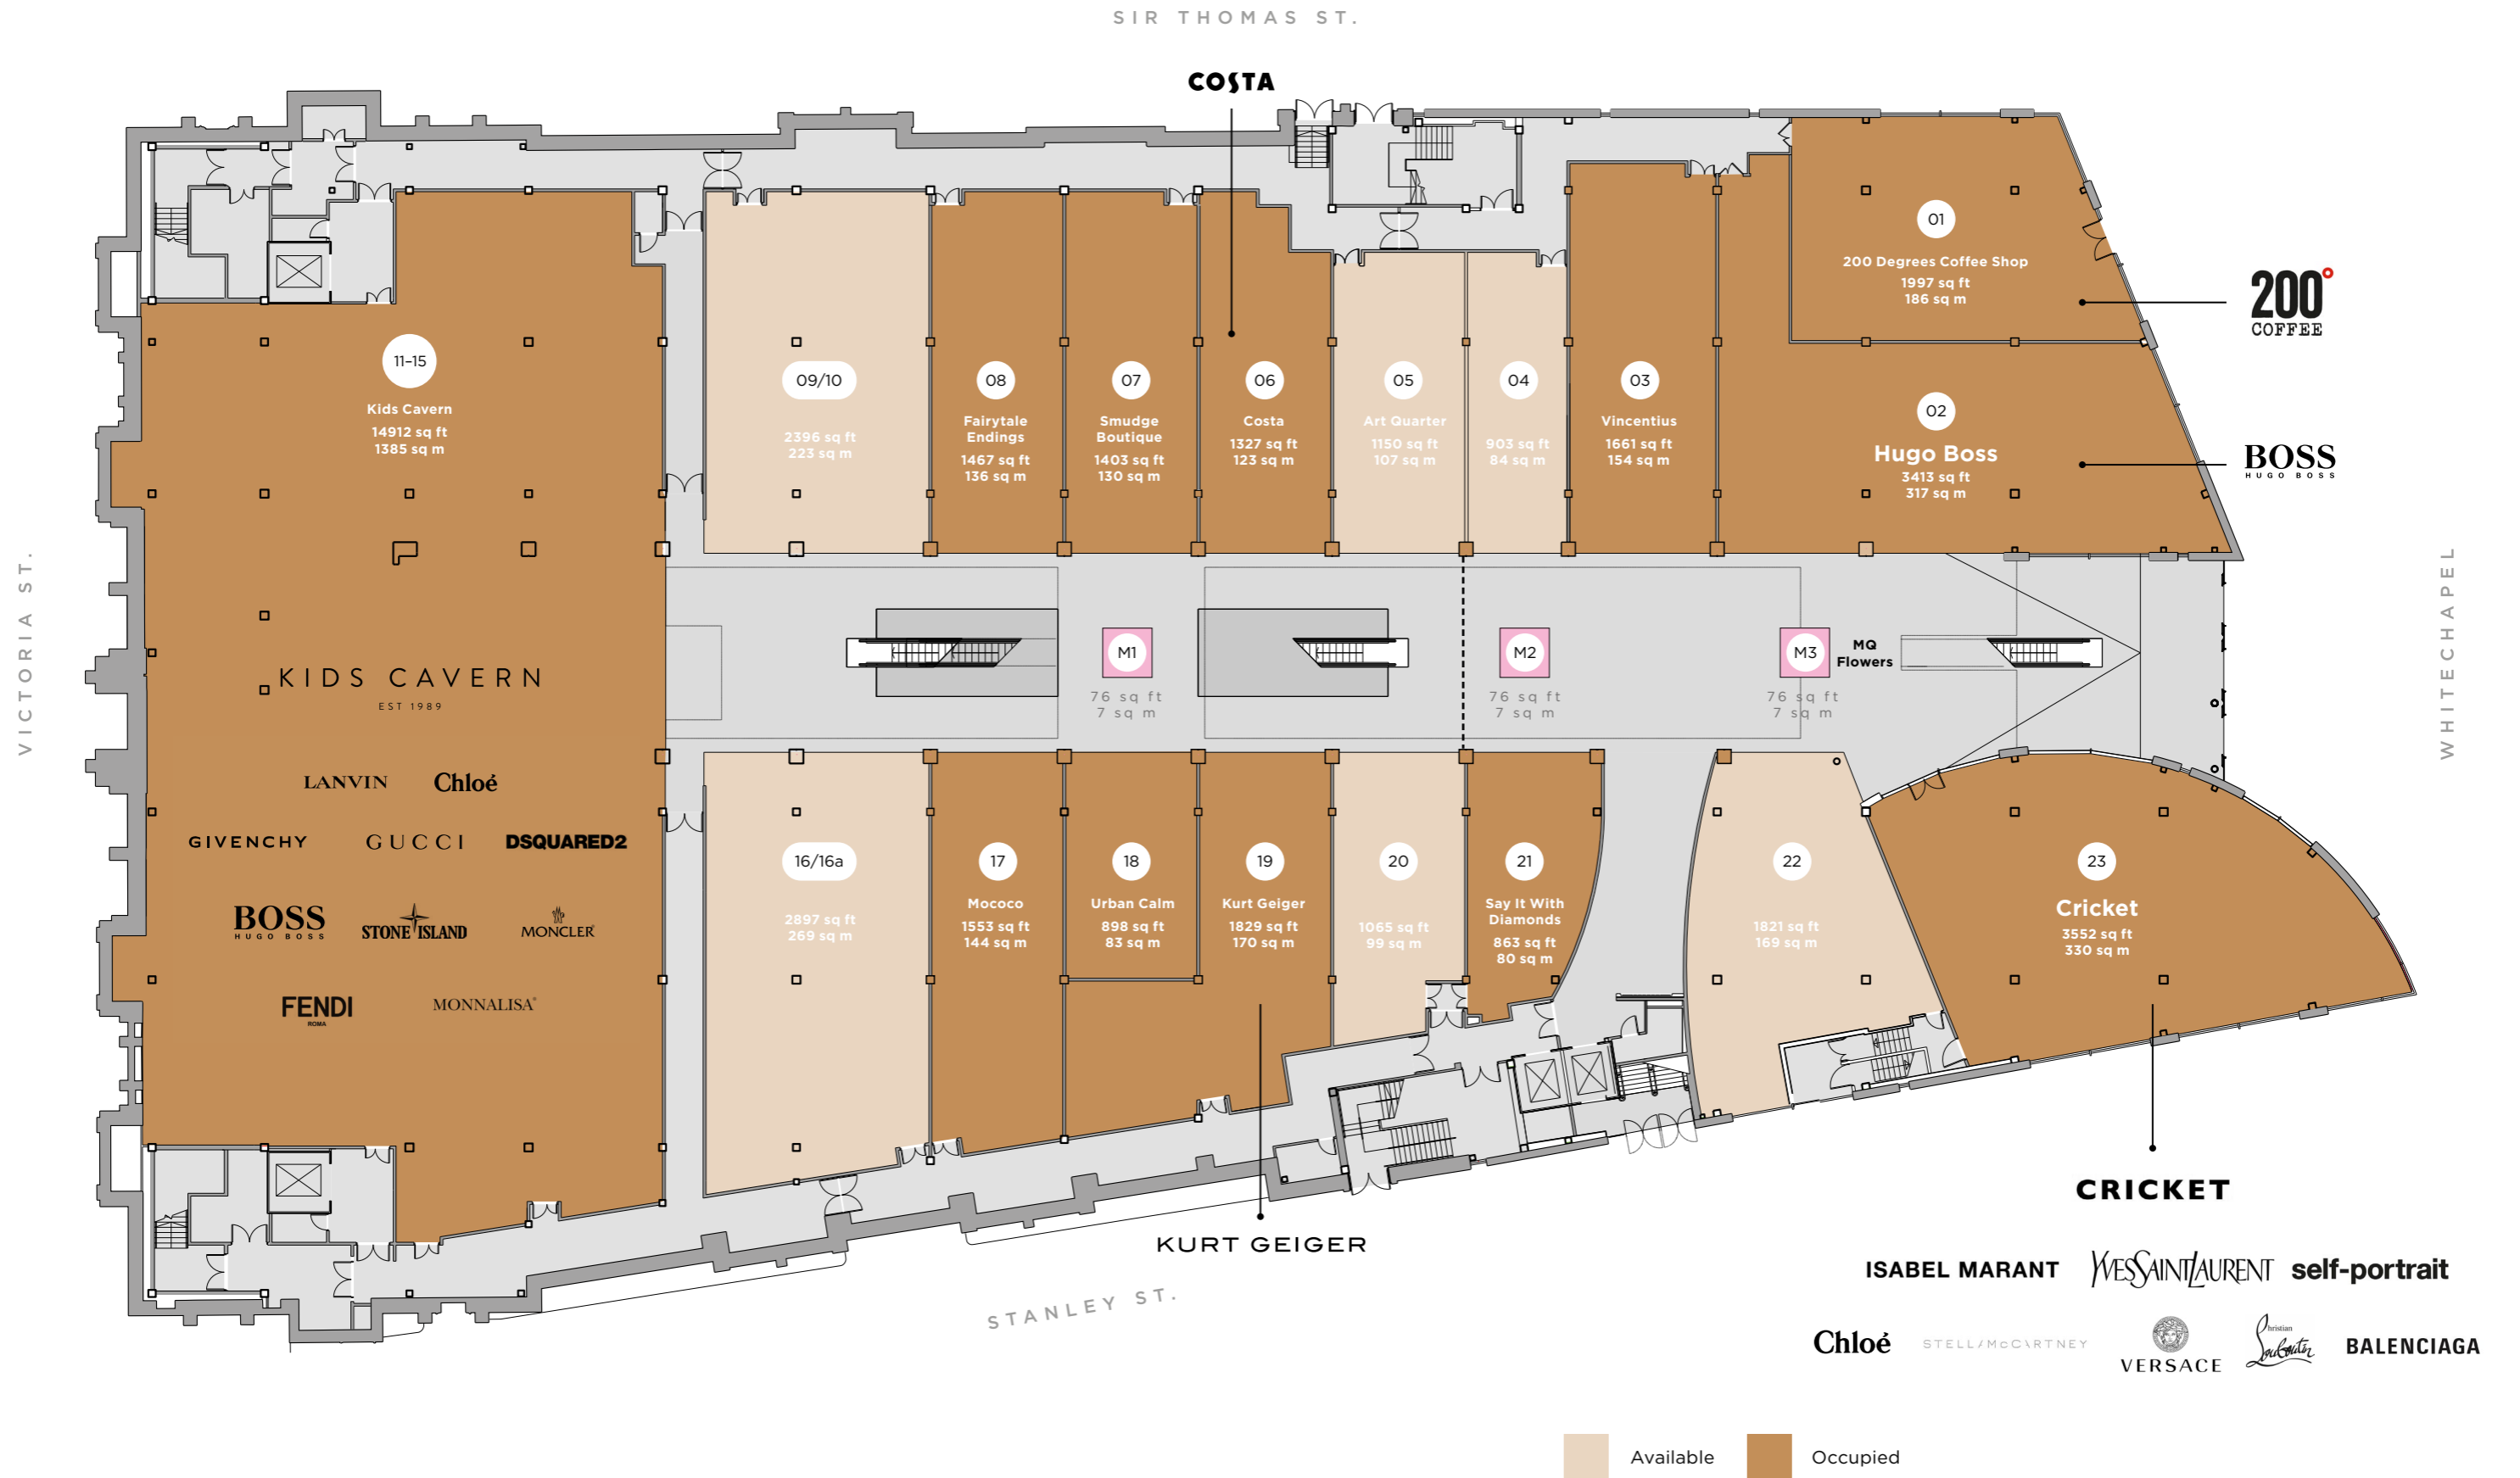 SIR THOMAS ST.
COSTA
VICTORIA ST.
WHITECHAPEL
STANLEY ST.
01
200 Degrees Coffee Shop
1997 sq ft
186 sq m
200°
COFFEE
11–15
Kids Cavern
14912 sq ft
1385 sq m
09/10
2396 sq ft
223 sq m
08
Fairytale
Endings
1467 sq ft
136 sq m
07
Smudge
Boutique
1403 sq ft
130 sq m
06
Costa
1327 sq ft
123 sq m
05
Art Quarter
1150 sq ft
107 sq m
04
903 sq ft
84 sq m
03
Vincentius
1661 sq ft
154 sq m
02
Hugo Boss
3413 sq ft
317 sq m
BOSS
HUGO BOSS
KIDS CAVERN
EST 1989
M1
76 sq ft
7 sq m
M2
76 sq ft
7 sq m
M3
MQ
Flowers
76 sq ft
7 sq m
LANVIN
Chloé
GIVENCHY
GUCCI
DSQUARED2
BOSS
HUGO BOSS
STONE ISLAND
MONCLER
FENDI
ROMA
MONNALISA
16/16a
2897 sq ft
269 sq m
17
Mococo
1553 sq ft
144 sq m
18
Urban Calm
898 sq ft
83 sq m
19
Kurt Geiger
1829 sq ft
170 sq m
20
1065 sq ft
99 sq m
21
Say It With
Diamonds
863 sq ft
80 sq m
22
1821 sq ft
169 sq m
23
Cricket
3552 sq ft
330 sq m
KURT GEIGER
CRICKET
ISABEL MARANT
YVESSAINTLAURENT
self-portrait
Chloé
STELLA McCARTNEY
VERSACE
Christian
Louboutin
BALENCIAGA
Available
Occupied